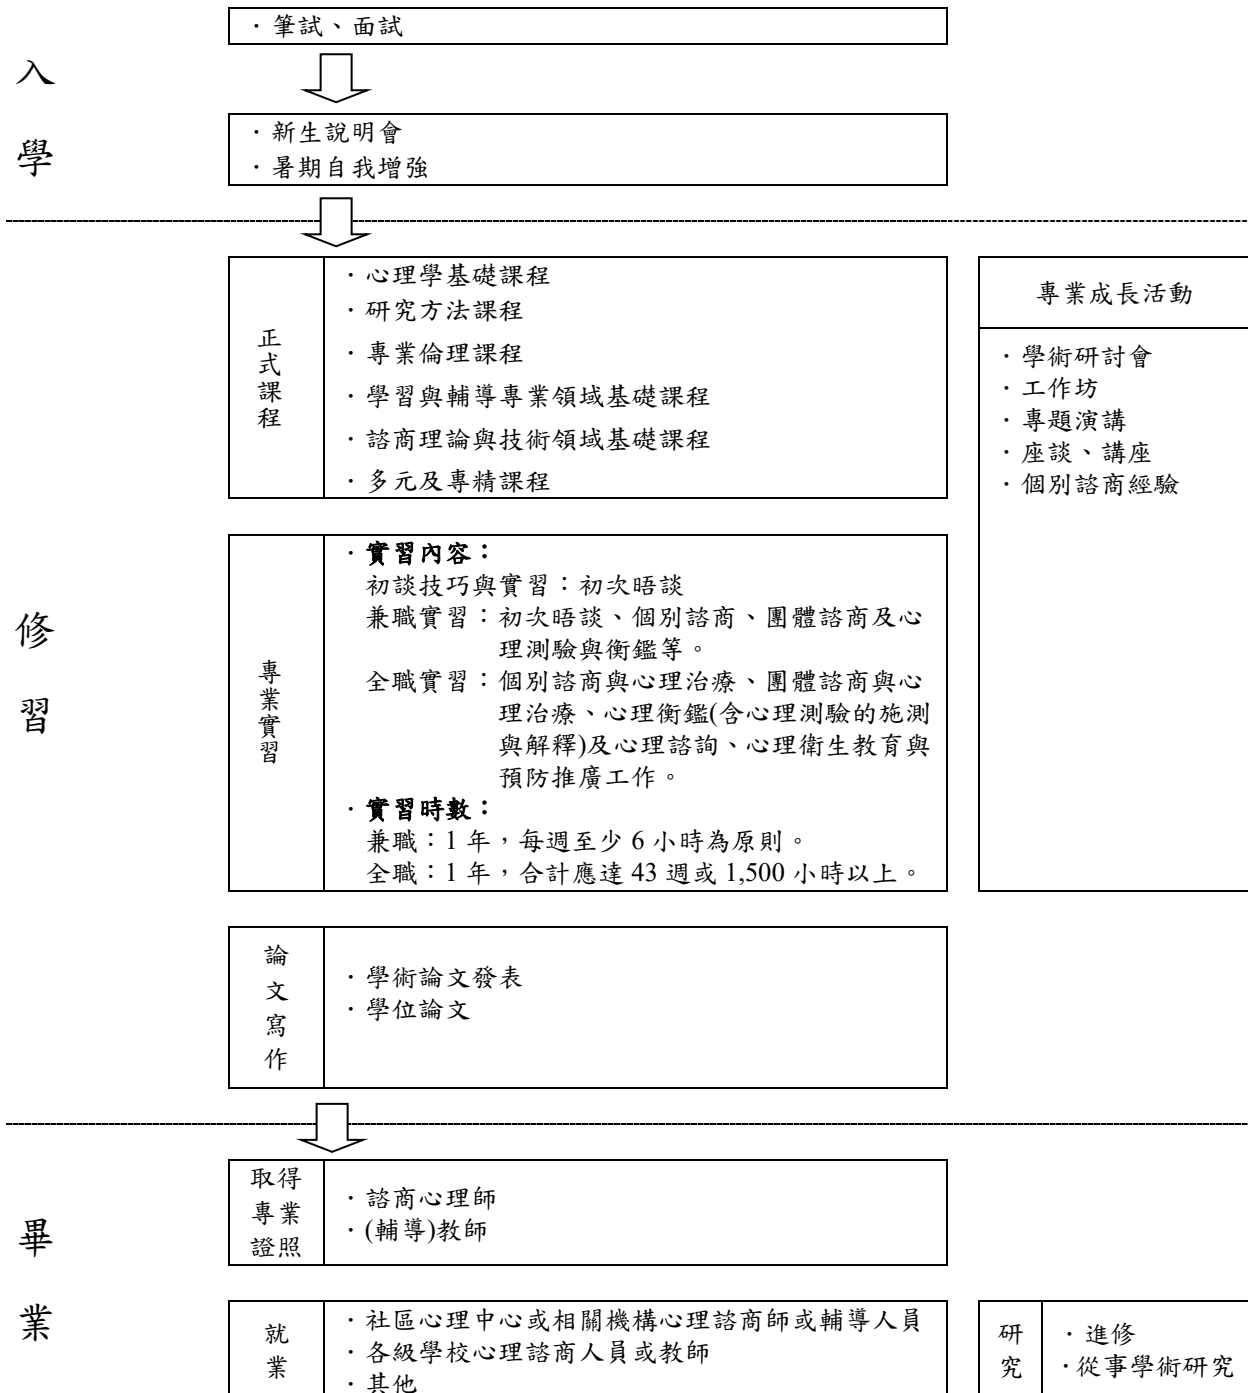 入學
·筆試、面試
·新生說明會
·暑期自我增強
修習
正式課程
·心理學基礎課程
·研究方法課程
·專業倫理課程
·學習與輔導專業領域基礎課程
·諮商理論與技術領域基礎課程
·多元及專精課程
專業成長活動
·學術研討會
·工作坊
·專題演講
·座談、講座
·個別諮商經驗
專業實習
·實習內容：
初談技巧與實習：初次晤談
兼職實習：初次晤談、個別諮商、團體諮商及心
理測驗與衡鑑等。
全職實習：個別諮商與心理治療、團體諮商與心
理治療、心理衡鑑(含心理測驗的施測
與解釋)及心理諮詢、心理衛生教育與
預防推廣工作。
·實習時數：
兼職：1 年，每週至少 6 小時為原則。
全職：1 年，合計應達 43 週或 1,500 小時以上。
論文寫作
·學術論文發表
·學位論文
畢業
取得
專業
證照
·諮商心理師
·(輔導)教師
就業
·社區心理中心或相關機構心理諮商師或輔導人員
·各級學校心理諮商人員或教師
·其他
研究
·進修
·從事學術研究